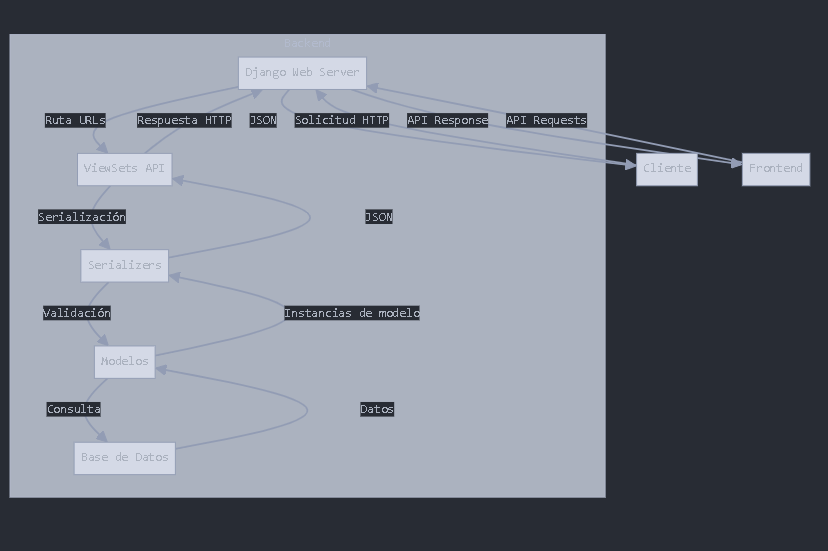 Backend
Django Web Server
Ruta URLs
Respuesta HTTP
JSON
Solicitud HTTP
API Response
API Requests
ViewSets API
Cliente
Frontend
Serialización
JSON
Serializers
Validación
Instancias de modelo
Modelos
Consulta
Datos
Base de Datos